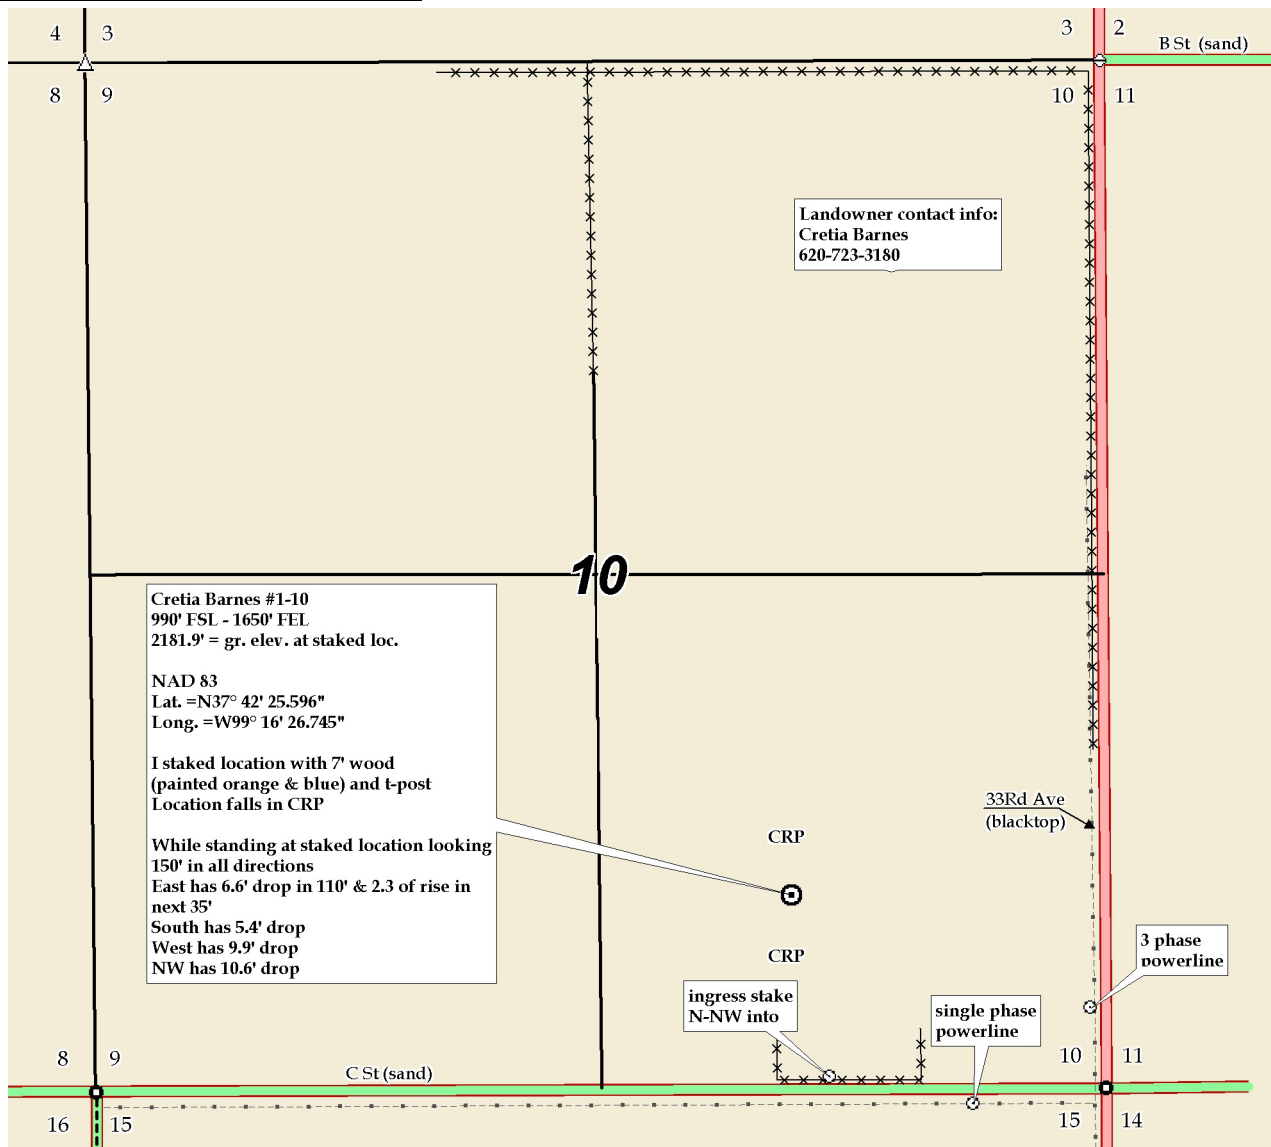 4 3
3 2
B St (sand)
8 9
10 11
Landowner contact info:
Cretia Barnes
620-723-3180
10
Cretia Barnes #1-10
990' FSL - 1650' FEL
2181.9' = gr. elev. at staked loc.
NAD 83
Lat. =N37° 42' 25.596"
Long. =W99° 16' 26.745"
I staked location with 7' wood
(painted orange & blue) and t-post
Location falls in CRP
While standing at staked location looking
150' in all directions
East has 6.6' drop in 110' & 2.3 of rise in
next 35'
South has 5.4' drop
West has 9.9' drop
NW has 10.6' drop
33Rd Ave
(blacktop)
CRP
CRP
3 phase
powerline
ingress stake
N-NW into
single phase
powerline
8 9
10 11
C St (sand)
16 15
15 14